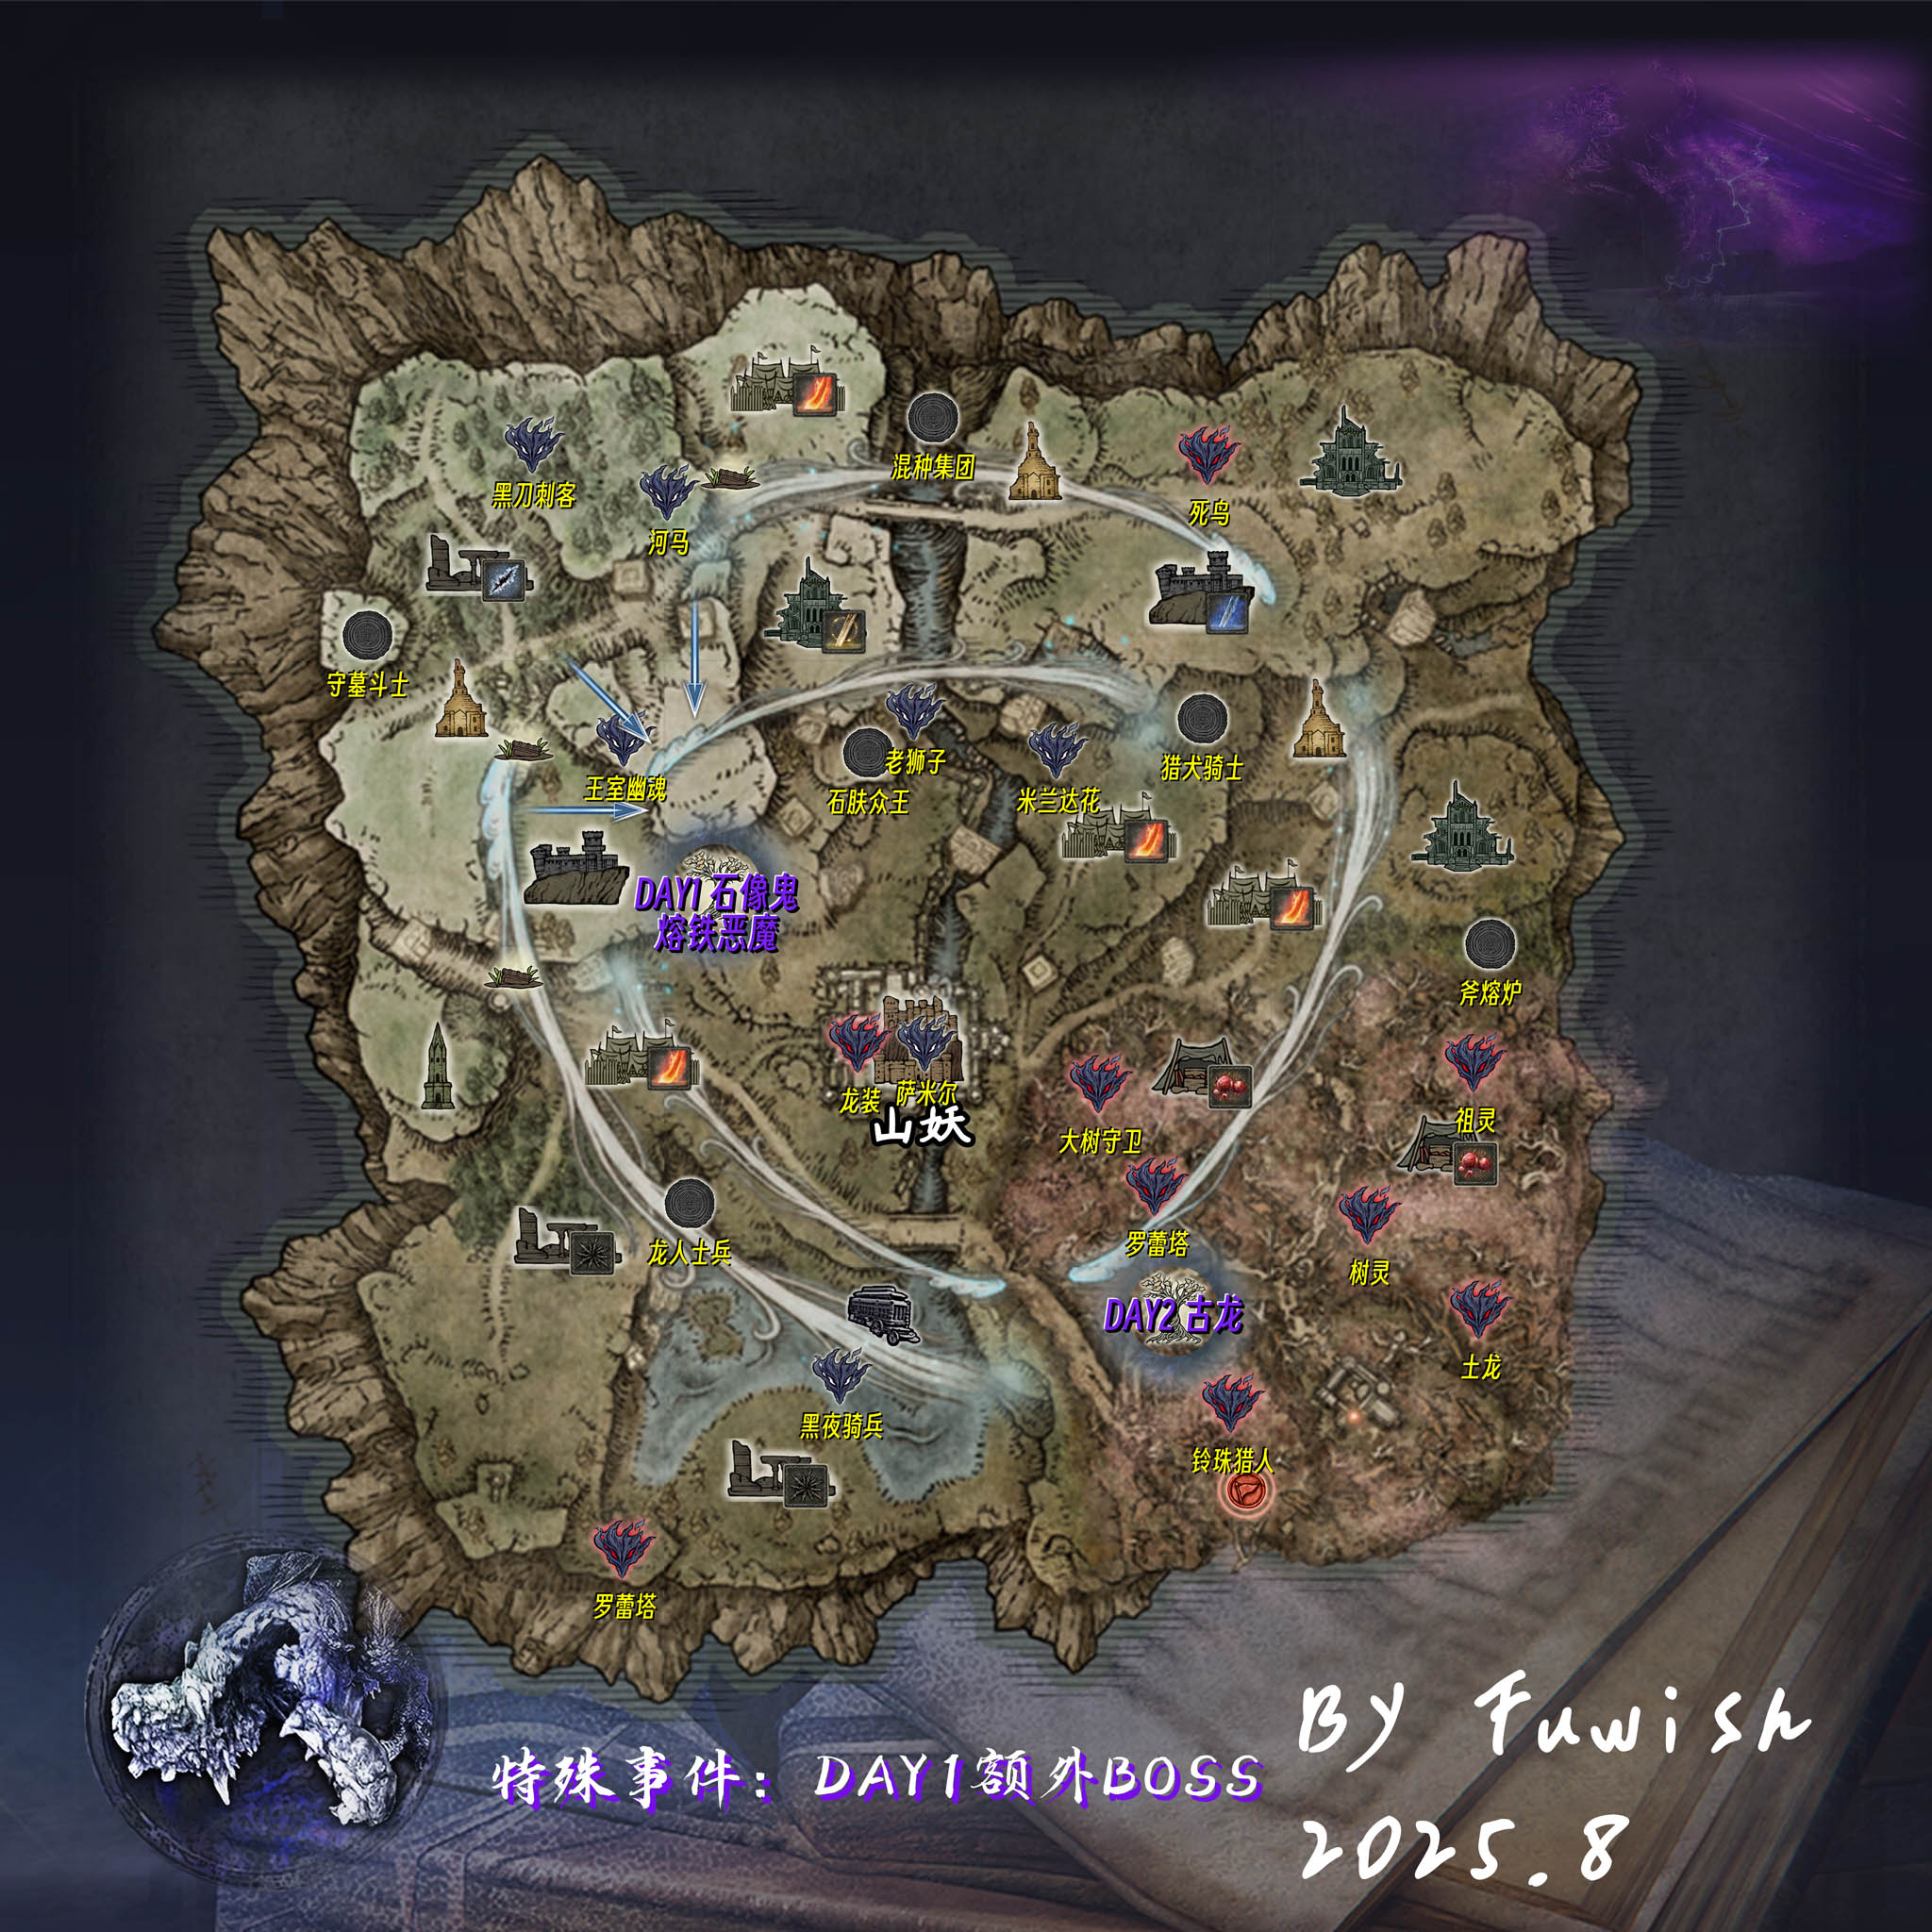 混种集团
黑刀刺客
河马
死鸟
守墓斗士
王室幽魂
老狮子
石肤众王
米兰达花
猎犬骑士
DAY1 石像鬼
熔铁恶魔
斧熔炉
龙装
萨米尔
山妖
大树守卫
祖灵
罗蕾塔
龙人士兵
树灵
DAY2 古龙
土龙
黑夜骑兵
铃珠猎人
罗蕾塔
特殊事件：DAY1额外BOSS
By Fuwish
2025.8